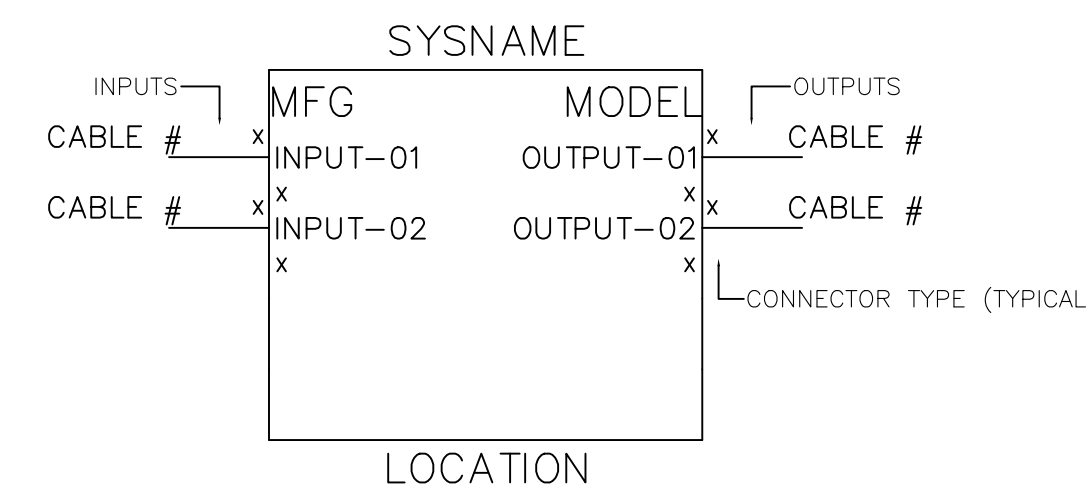 SYSNAME
INPUTS OUTPUTS
MFG MODEL
CABLE # x x CABLE #
INPUT-01 OUTPUT-01
x x
CABLE # x x CABLE #
INPUT-02 OUTPUT-02
x x
CONNECTOR TYPE (TYPICAL
LOCATION